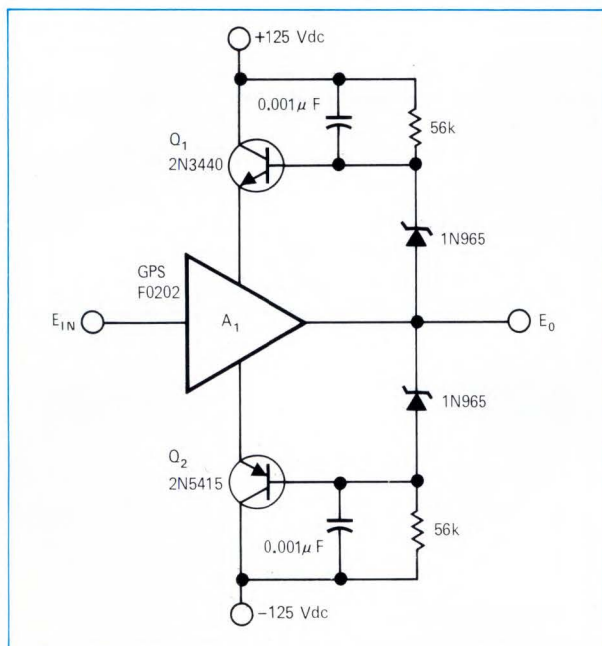 +125 Vdc
0.001µ F
56k
Q1
2N3440
1N965
GPS
F0202
EIN
A1
E0
1N965
Q2
2N5415
0.001µ F
56k
–125 Vdc